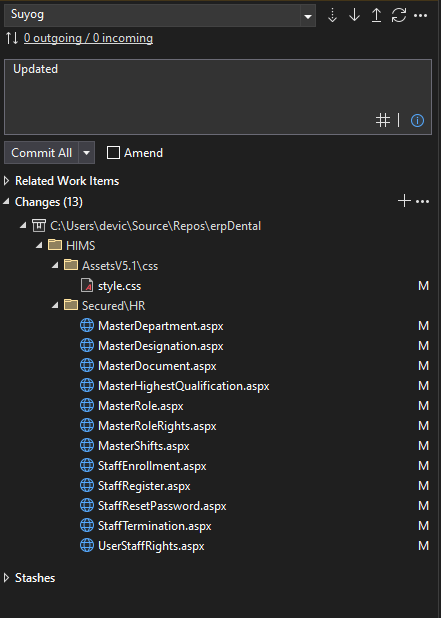 Suyog
0 outgoing / 0 incoming
Updated
Commit All
Amend
Related Work Items
Changes (13)
C:\Users\devic\Source\Repos\erpDental
HIMS
AssetsV5.1\css
style.css M
Secured\HR
MasterDepartment.aspx M
MasterDesignation.aspx M
MasterDocument.aspx M
MasterHighestQualification.aspx M
MasterRole.aspx M
MasterRoleRights.aspx M
MasterShifts.aspx M
StaffEnrollment.aspx M
StaffRegister.aspx M
StaffResetPassword.aspx M
StaffTermination.aspx M
UserStaffRights.aspx M
Stashes